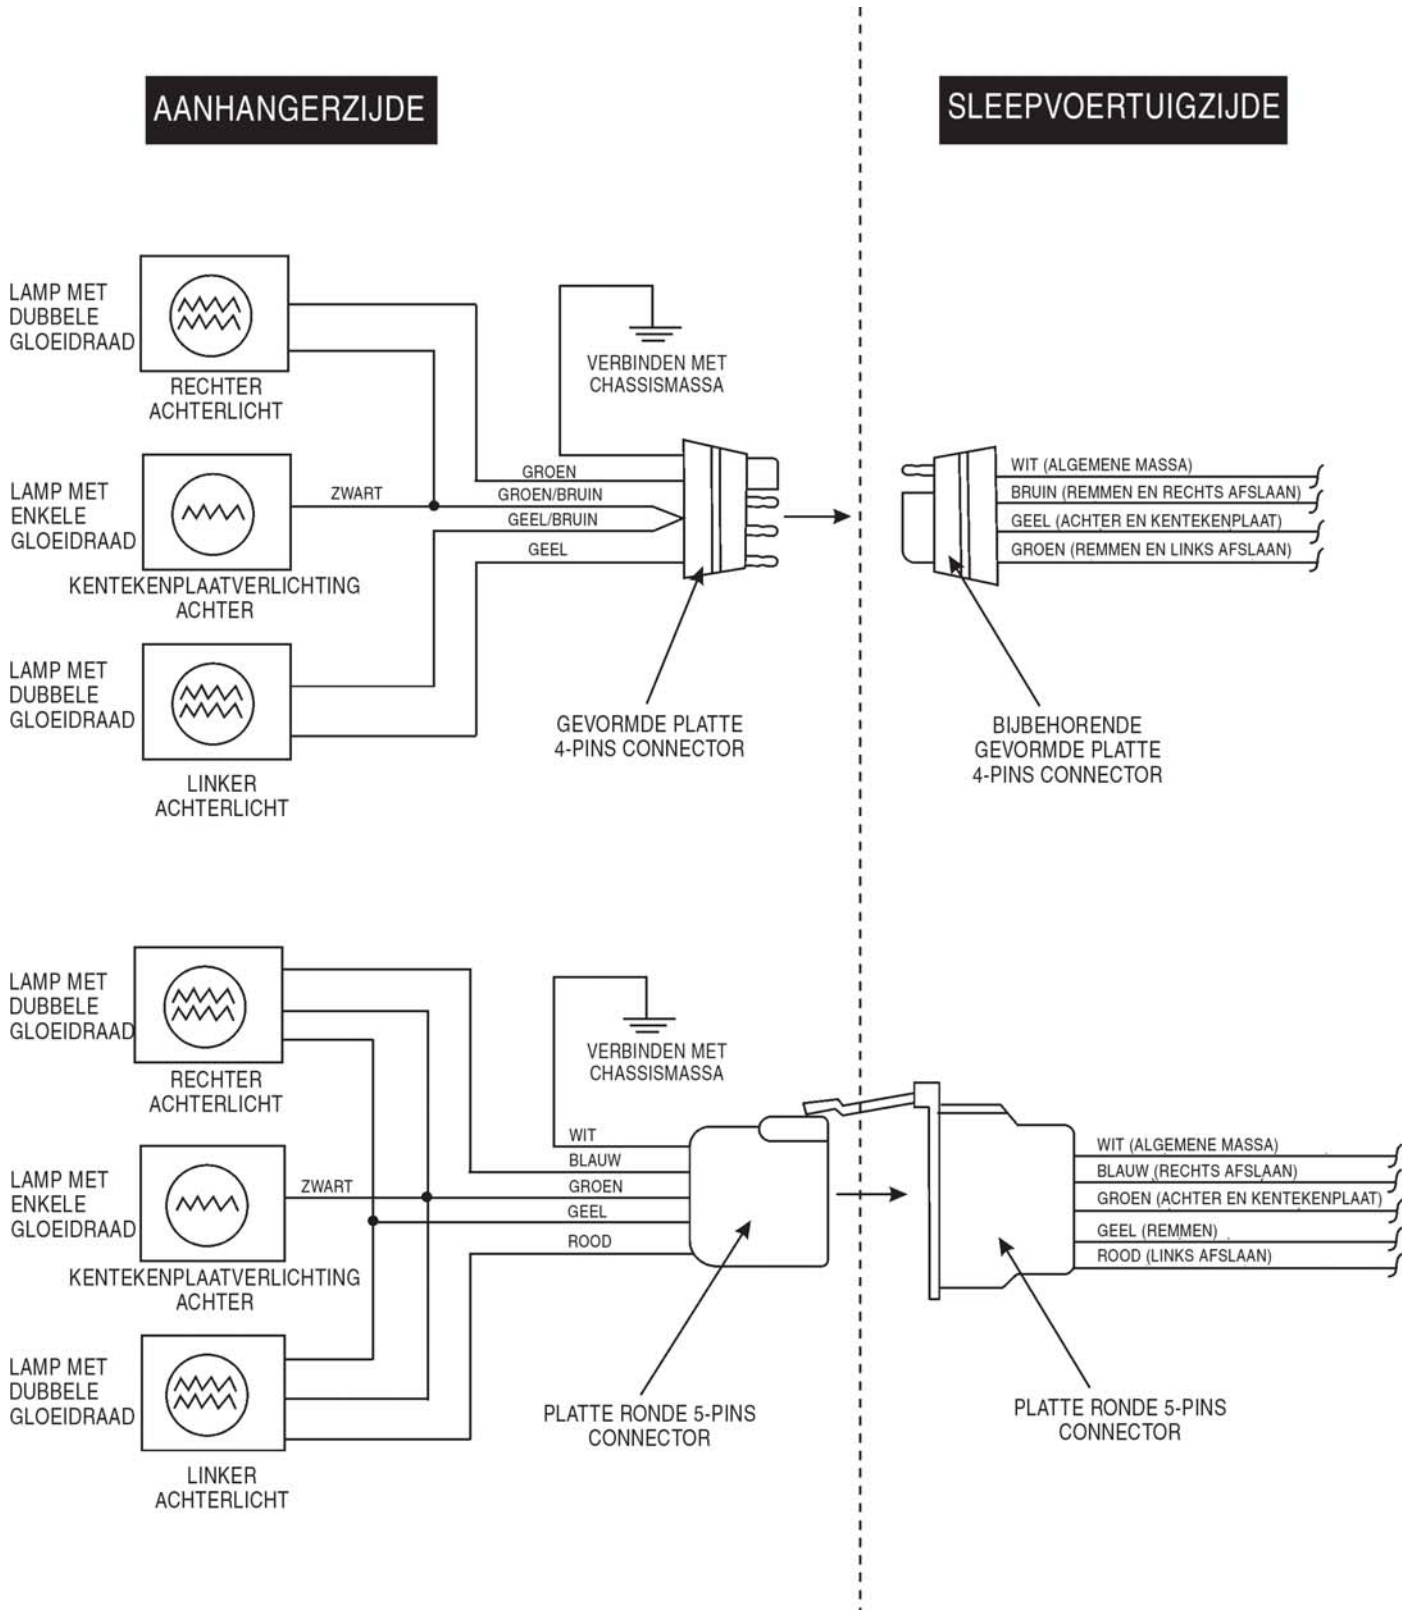 AANHANGERZIJDE
SLEEPVOERTUIGZIJDE
LAMP MET
DUBBELE
GLOEIDRAAD
RECHTER
ACHTERLICHT
VERBINDEN MET
CHASSISMASSA
LAMP MET
ENKELE
GLOEIDRAAD
ZWART
GROEN
GROEN/BRUIN
GEEL/BRUIN
GEEL
KENTEKENPLAATVERLICHTING
ACHTER
WIT (ALGEMENE MASSA)
BRUIN (REMMEN EN RECHTS AFSLAAN)
GEEL (ACHTER EN KENTEKENPLAAT)
GROEN (REMMEN EN LINKS AFSLAAN)
LAMP MET
DUBBELE
GLOEIDRAAD
LINKER
ACHTERLICHT
GEVORMDE PLATTE
4-PINS CONNECTOR
BIJBEHORENDE
GEVORMDE PLATTE
4-PINS CONNECTOR
LAMP MET
DUBBELE
GLOEIDRAAD
RECHTER
ACHTERLICHT
VERBINDEN MET
CHASSISMASSA
LAMP MET
ENKELE
GLOEIDRAAD
ZWART
WIT
BLAUW
GROEN
GEEL
ROOD
KENTEKENPLAATVERLICHTING
ACHTER
WIT (ALGEMENE MASSA)
BLAUW (RECHTS AFSLAAN)
GROEN (ACHTER EN KENTEKENPLAAT)
GEEL (REMMEN)
ROOD (LINKS AFSLAAN)
LAMP MET
DUBBELE
GLOEIDRAAD
LINKER
ACHTERLICHT
PLATTE RONDE 5-PINS
CONNECTOR
PLATTE RONDE 5-PINS
CONNECTOR